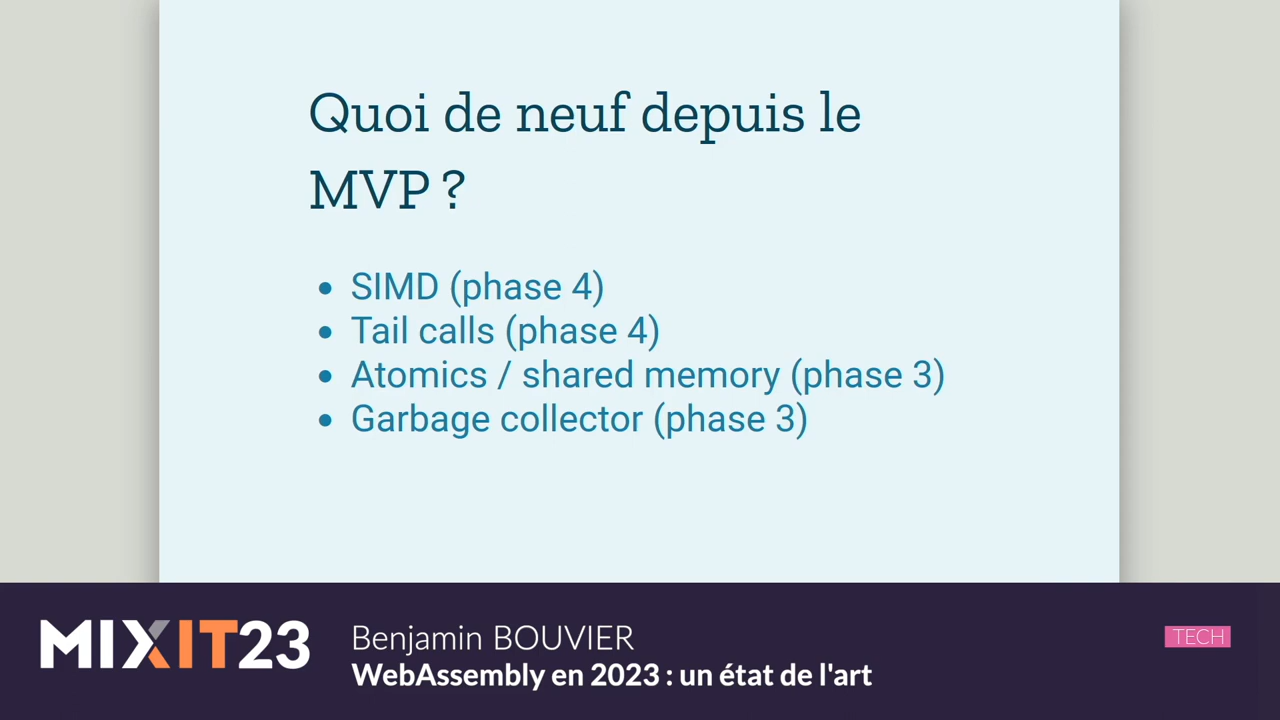 Quoi de neuf depuis le
MVP ?
• SIMD (phase 4)
• Tail calls (phase 4)
• Atomics / shared memory (phase 3)
• Garbage collector (phase 3)
MIXIT23
Benjamin BOUVIER
WebAssembly en 2023 : un état de l'art
TECH